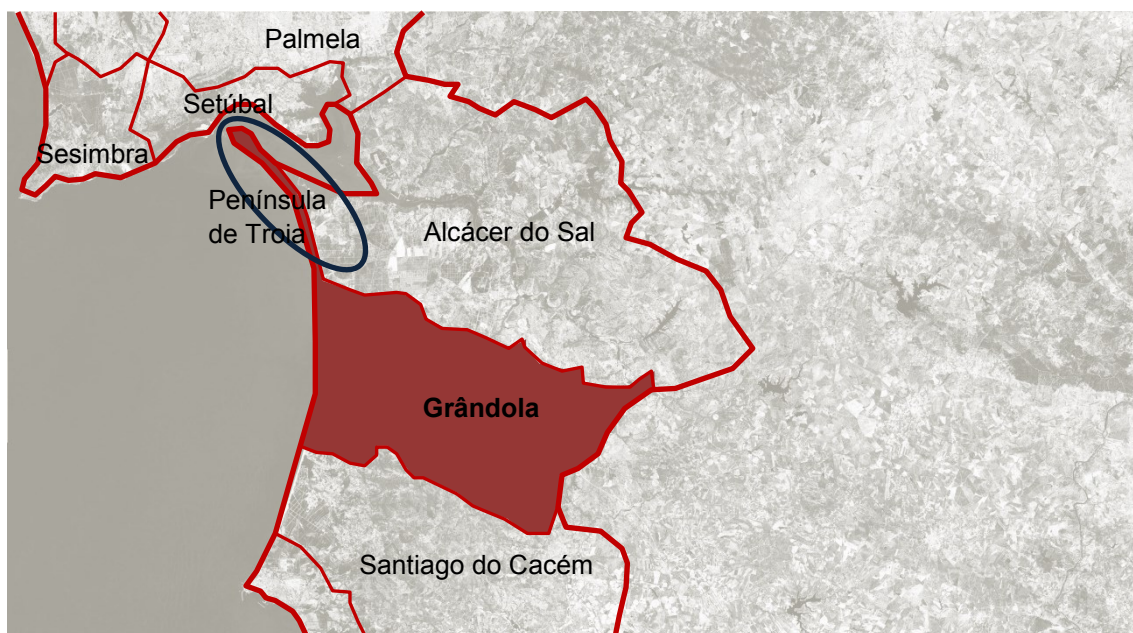 Palmela
Setúbal
Sesimbra
Península
de Troia
Alcácer do Sal
Grândola
Santiago do Cacém